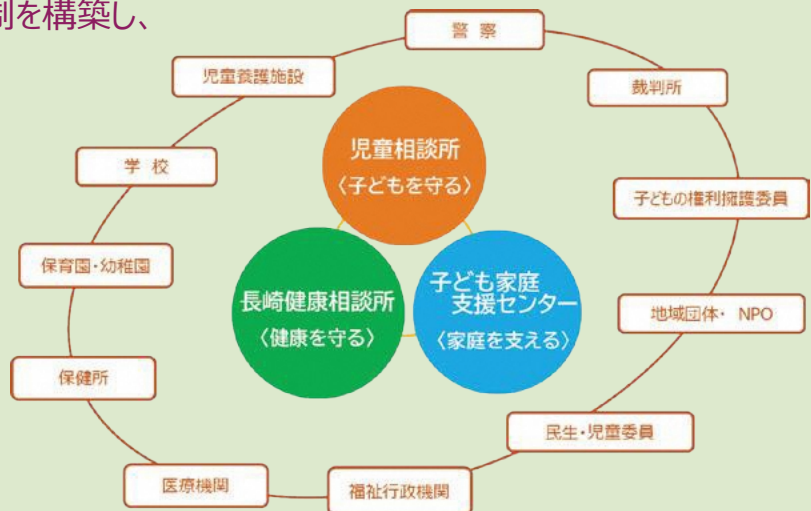 制を構築し、
警 察
児童養護施設
裁判所
児童相談所
〈子どもを守る〉
学 校
子どもの権利擁護委員
保育園・幼稚園
長崎健康相談所
〈健康を守る〉
子ども家庭
支援センター
〈家庭を支える〉
地域団体・ NPO
保健所
民生・児童委員
医療機関
福祉行政機関